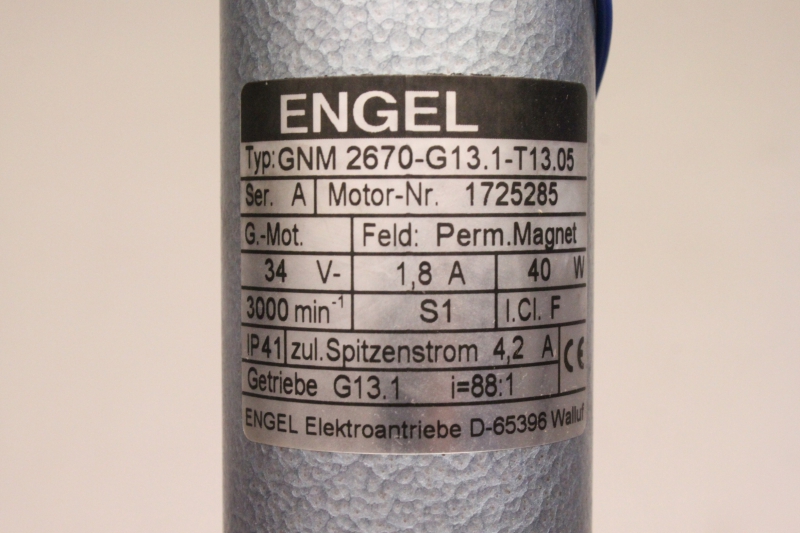 ENGEL
Typ: GNM 2670-G13.1-T13.05
Ser. A Motor-Nr. 1725285
G.-Mot. Feld: Perm.Magnet
34 V- 1,8 A 40 W
3000 min⁻¹ S1 I.Cl. F
IP41 zul.Spitzenstrom 4,2 A CE
Getriebe G13.1 i=88:1
ENGEL Elektroantriebe D-65396 Walluf